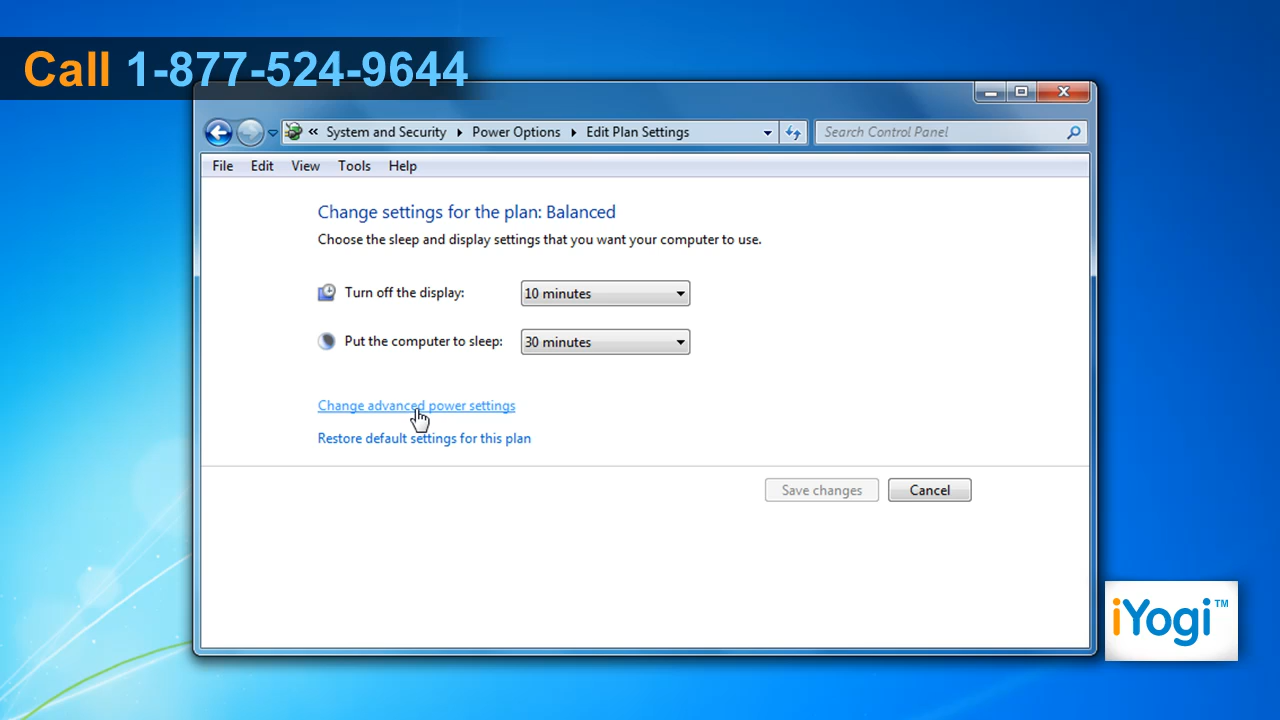 Call 1-877-524-9644
« System and Security Power Options Edit Plan Settings
Search Control Panel
File Edit View Tools Help
Change settings for the plan: Balanced
Choose the sleep and display settings that you want your computer to use.
Turn off the display: 10 minutes
Put the computer to sleep: 30 minutes
Change advanced power settings
Restore default settings for this plan
Save changes Cancel
iYogi™